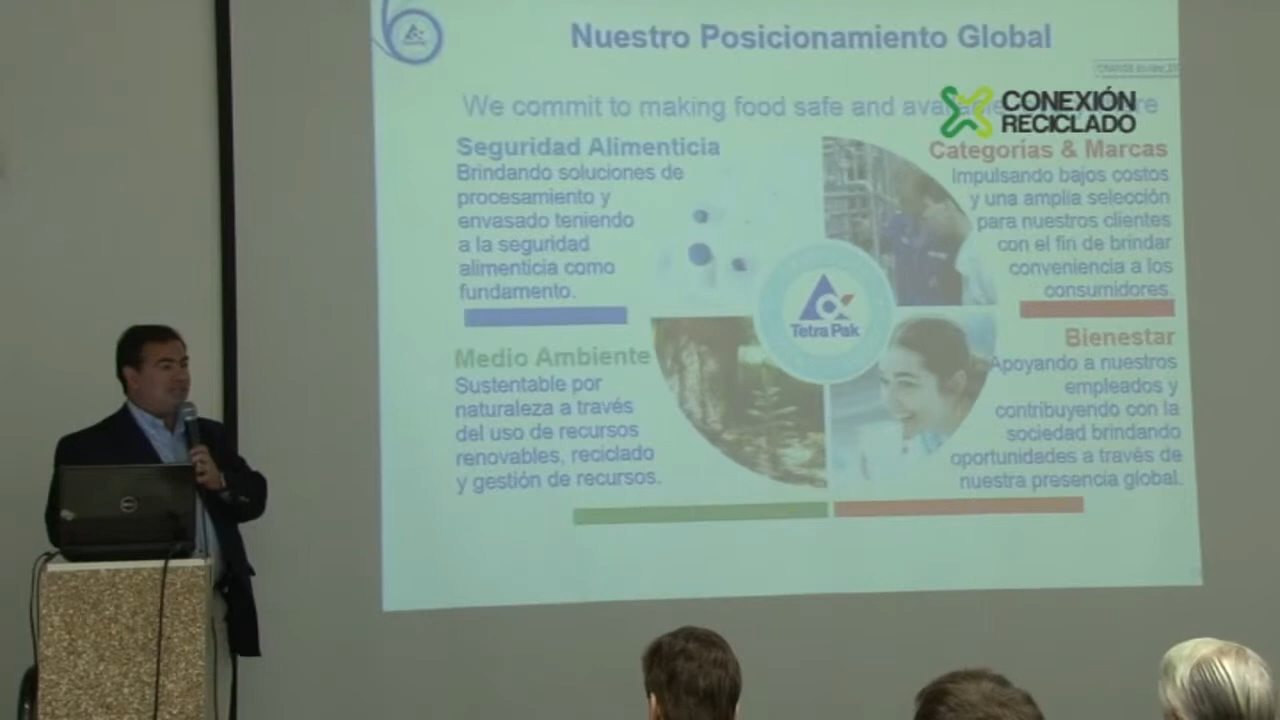 Nuestro Posicionamiento Global
We commit to making food safe and
CONEXIÓN
RECICLADO
Seguridad Alimenticia
Brindando soluciones de
procesamiento y
envasado teniendo
a la seguridad
alimenticia como
fundamento.
Categorías & Marcas
Impulsando bajos costos
y una amplia selección
para nuestros clientes
con el fin de brindar
conveniencia a los
consumidores.
Tetra Pak
Medio Ambiente
Sustentable por
naturaleza a través
del uso de recursos
renovables, reciclado
y gestión de recursos.
Bienestar
Apoyando a nuestros
empleados y
contribuyendo con la
sociedad brindando
oportunidades a través de
nuestra presencia global.
DELL